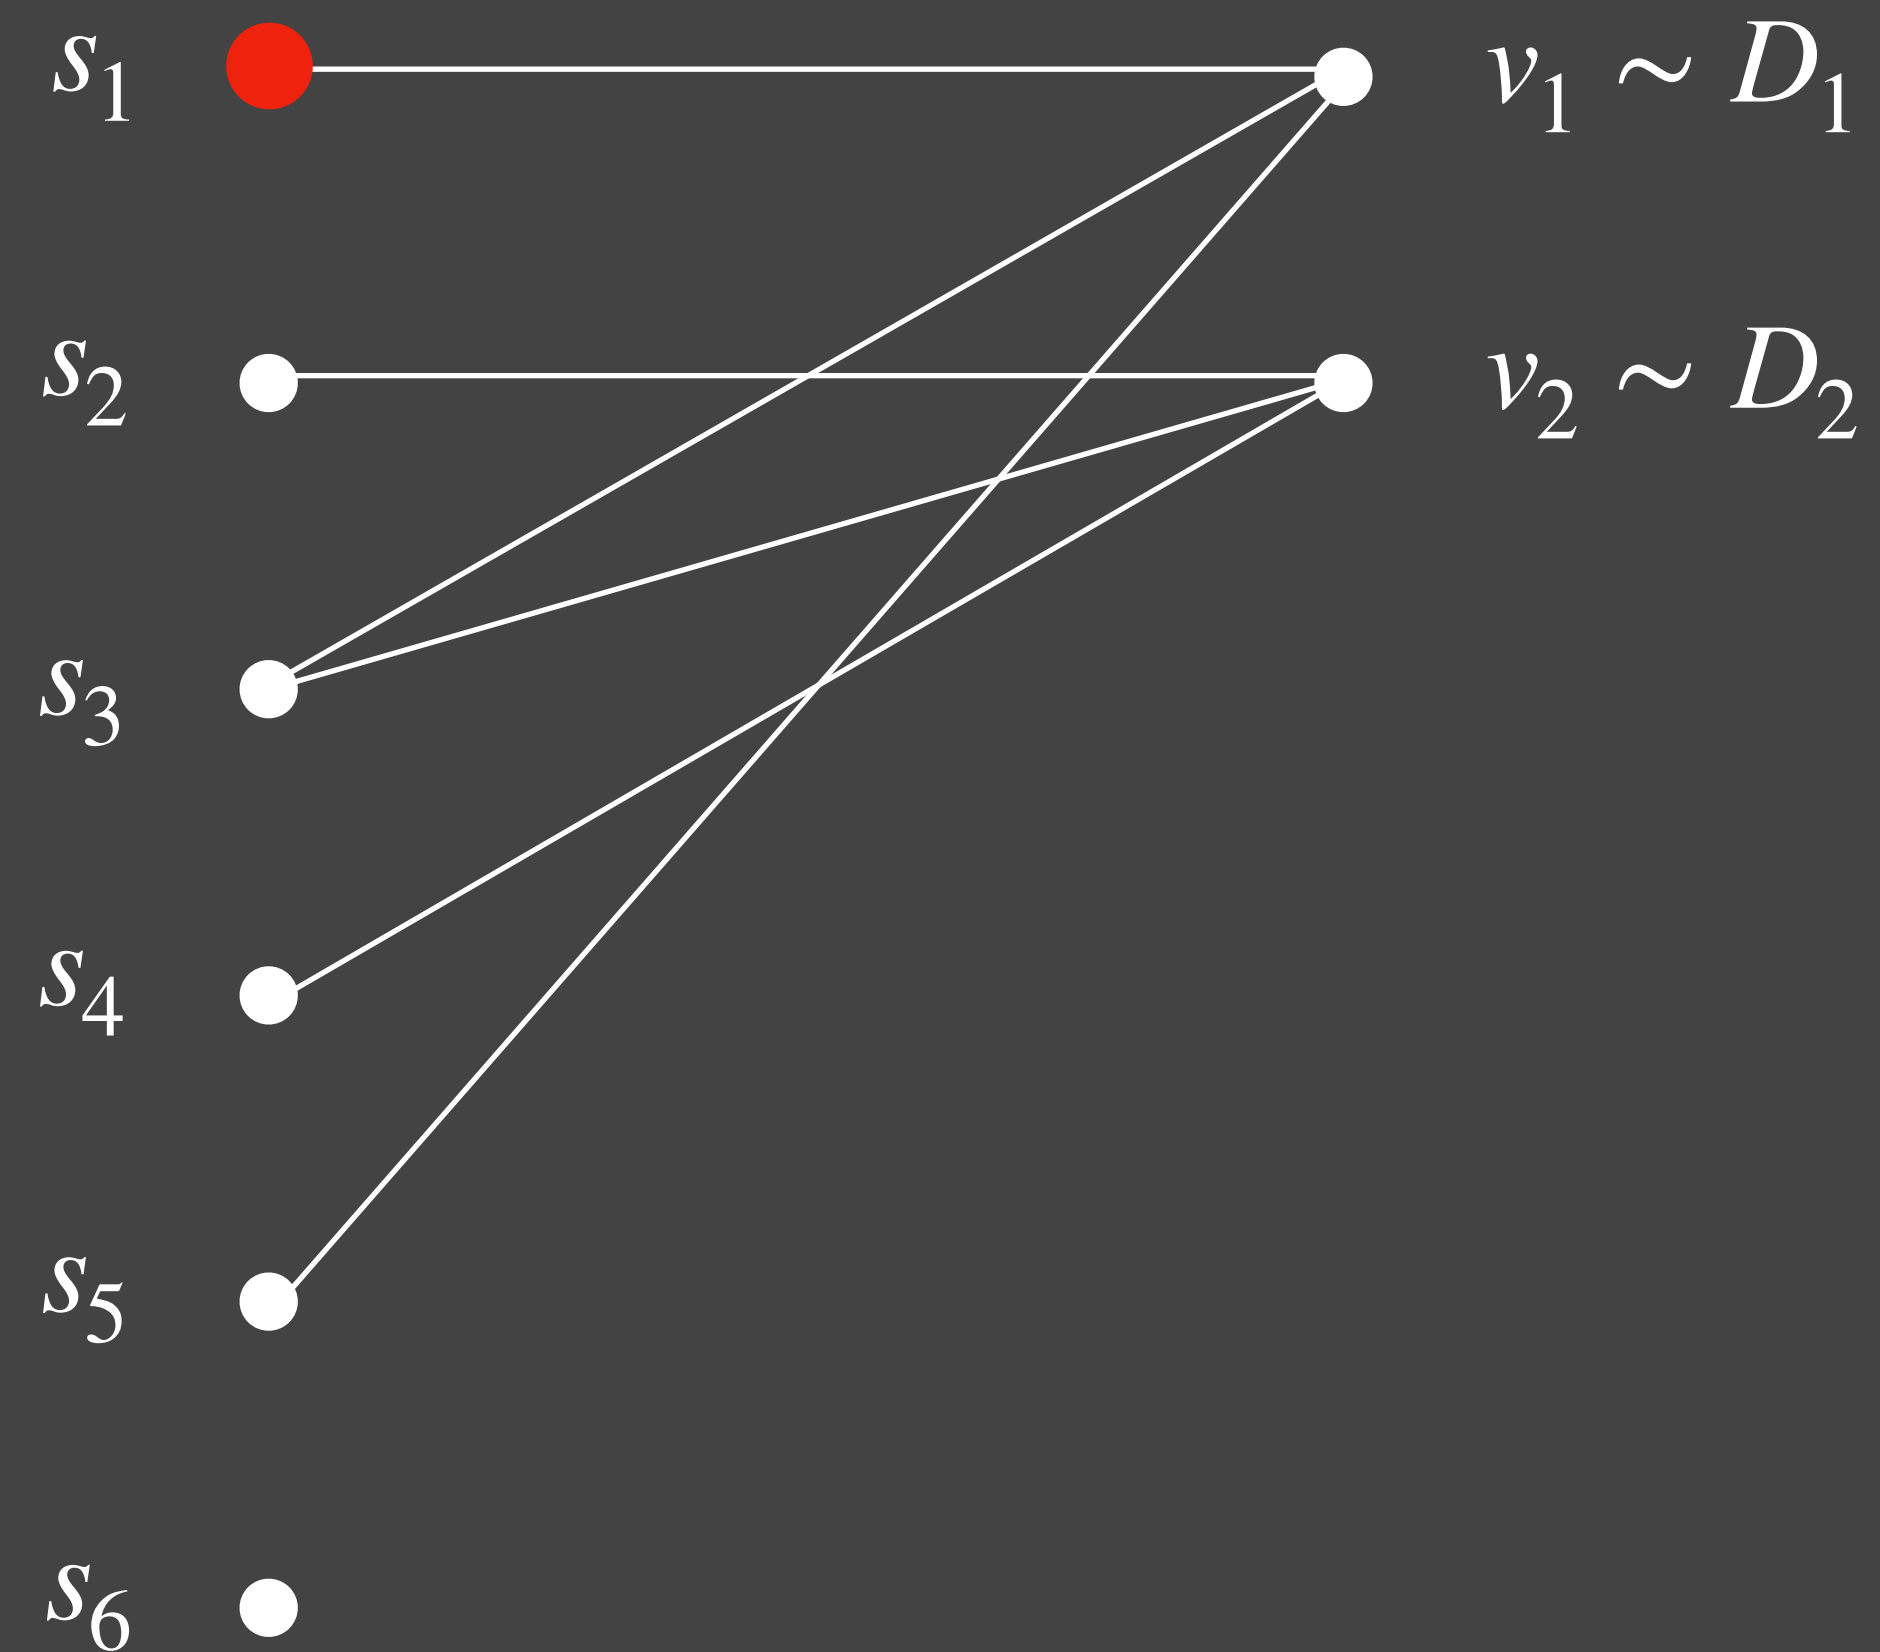 s₁
v₁ ~ D₁
s₂
v₂ ~ D₂
s₃
s₄
s₅
s₆